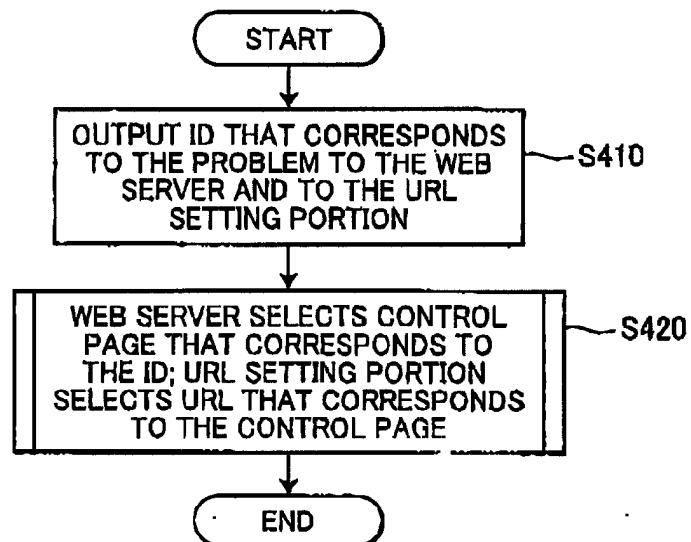 START
OUTPUT ID THAT CORRESPONDS
TO THE PROBLEM TO THE WEB
SERVER AND TO THE URL
SETTING PORTION
S410
WEB SERVER SELECTS CONTROL
PAGE THAT CORRESPONDS TO
THE ID; URL SETTING PORTION
SELECTS URL THAT CORRESPONDS
TO THE CONTROL PAGE
S420
END